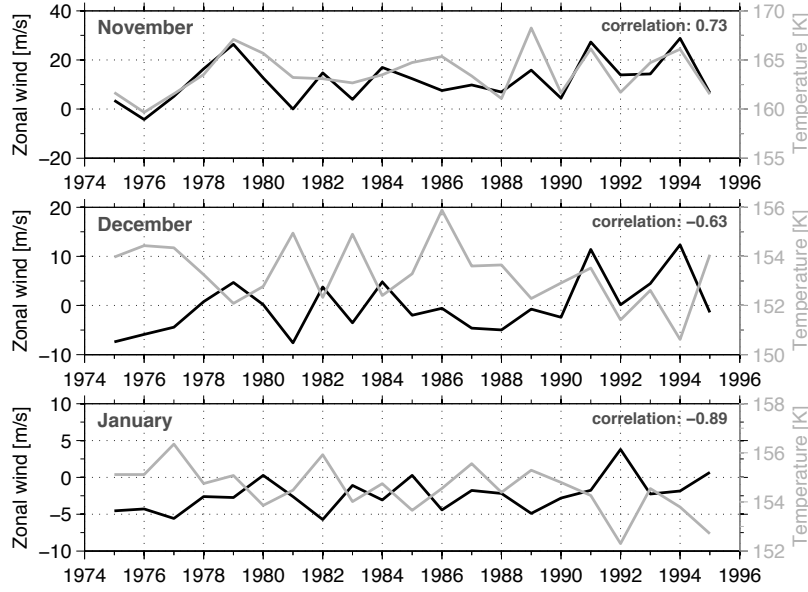 November
correlation: 0.73
Zonal wind [m/s]
40
20
0
−20
170
165
160
155
Temperature [K]
1974 1976 1978 1980 1982 1984 1986 1988 1990 1992 1994 1996
December
correlation: −0.63
Zonal wind [m/s]
20
10
0
−10
156
154
152
150
Temperature [K]
1974 1976 1978 1980 1982 1984 1986 1988 1990 1992 1994 1996
January
correlation: −0.89
Zonal wind [m/s]
10
5
0
−5
−10
158
156
154
152
Temperature [K]
1974 1976 1978 1980 1982 1984 1986 1988 1990 1992 1994 1996